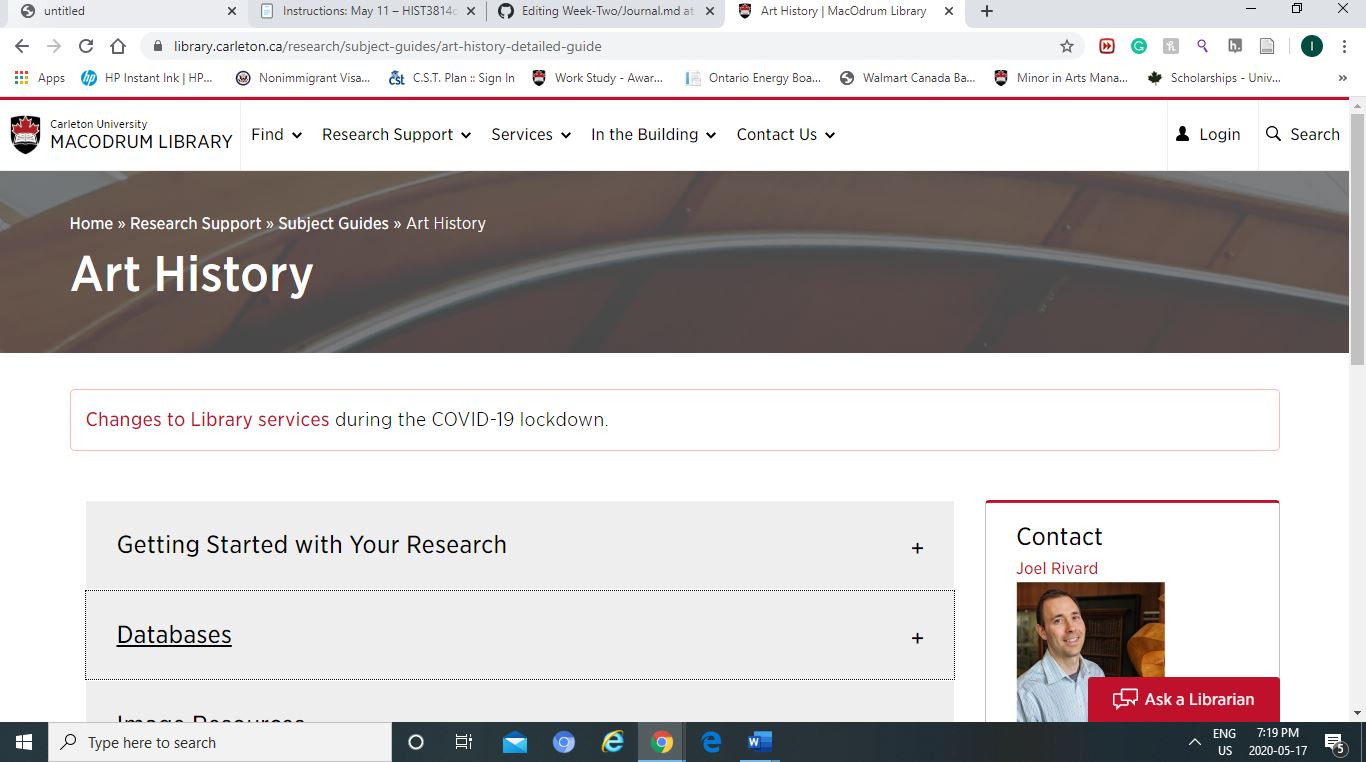 untitled
Instructions: May 11 – HIST3814
Editing Week-Two/Journal.md at
Art History | MacOdrum Library
library.carleton.ca/research/subject-guides/art-history-detailed-guide
Apps
HP Instant Ink | HP...
Nonimmigrant Visa...
C.S.T. Plan :: Sign In
Work Study - Awar...
Ontario Energy Boa...
Walmart Canada Ba...
Minor in Arts Mana...
Scholarships - Univ...
Carleton University
MACODRUM LIBRARY
Find
Research Support
Services
In the Building
Contact Us
Login
Search
Home » Research Support » Subject Guides » Art History
Art History
Changes to Library services during the COVID-19 lockdown.
Getting Started with Your Research +
Databases +
Image Resources
Contact
Joel Rivard
Ask a Librarian
Type here to search
ENG
US
7:19 PM
2020-05-17
5